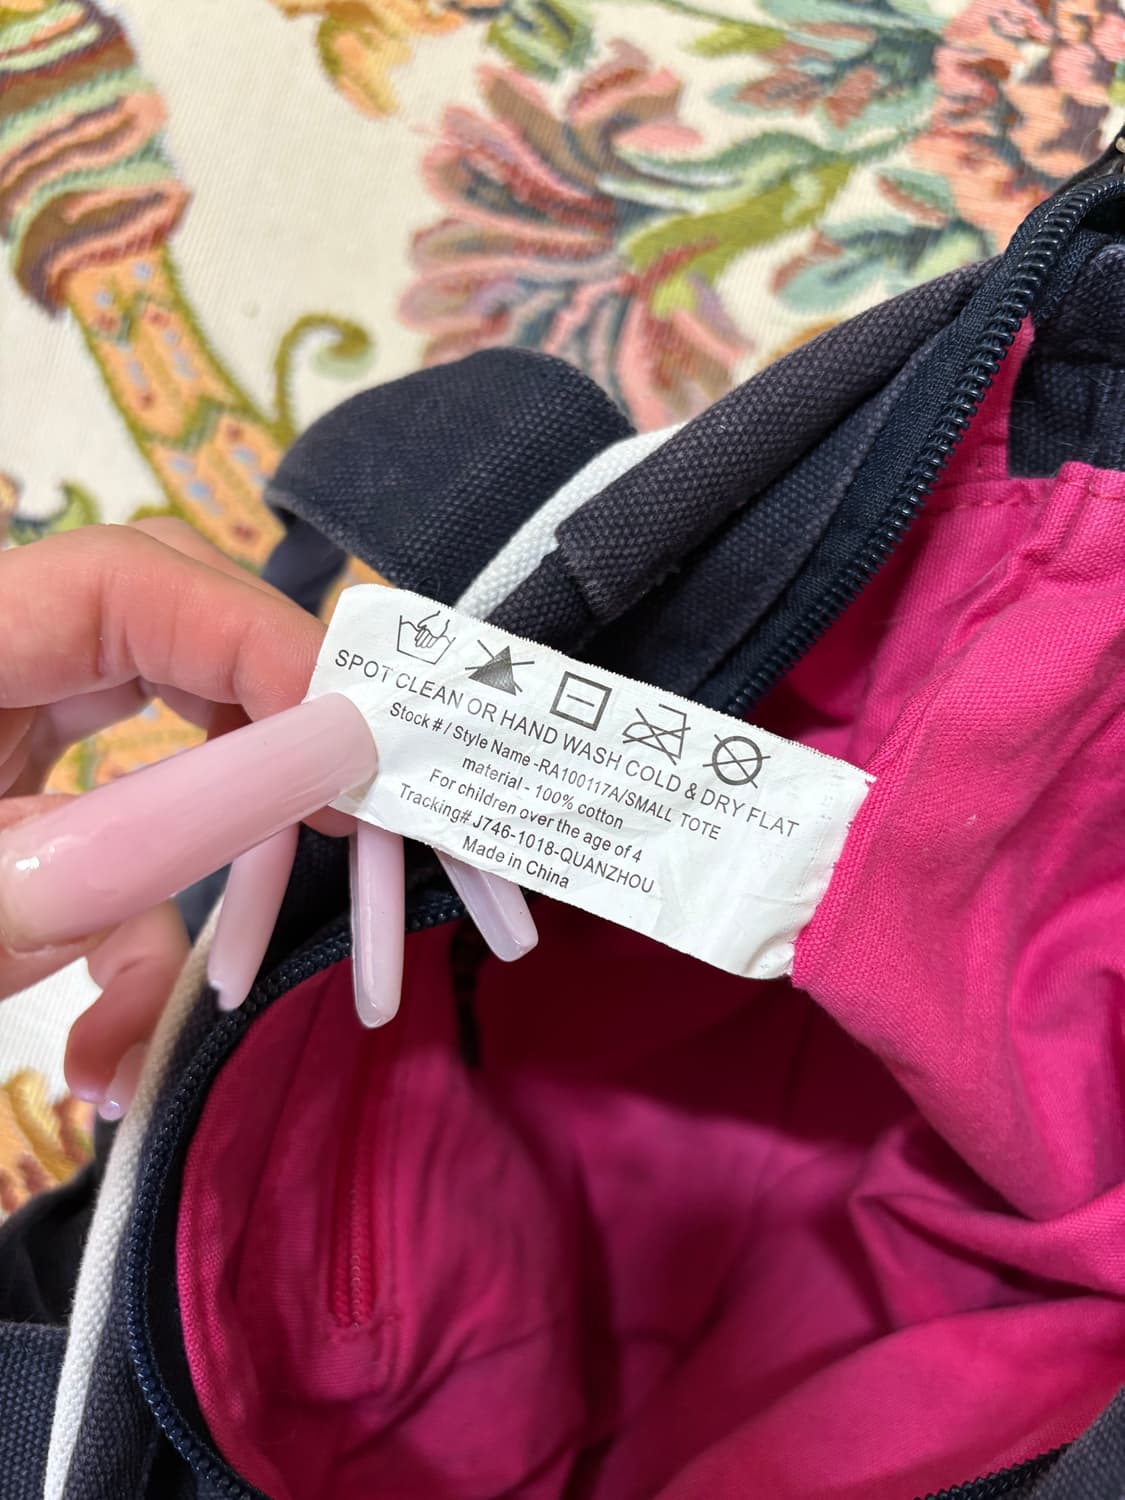 SPOT CLEAN OR HAND WASH COLD & DRY FLAT
Stock # / Style Name -RA100117A/SMALL TOTE
material - 100% cotton
For children over the age of 4
Tracking# J746-1018-QUANZHOU
Made in China